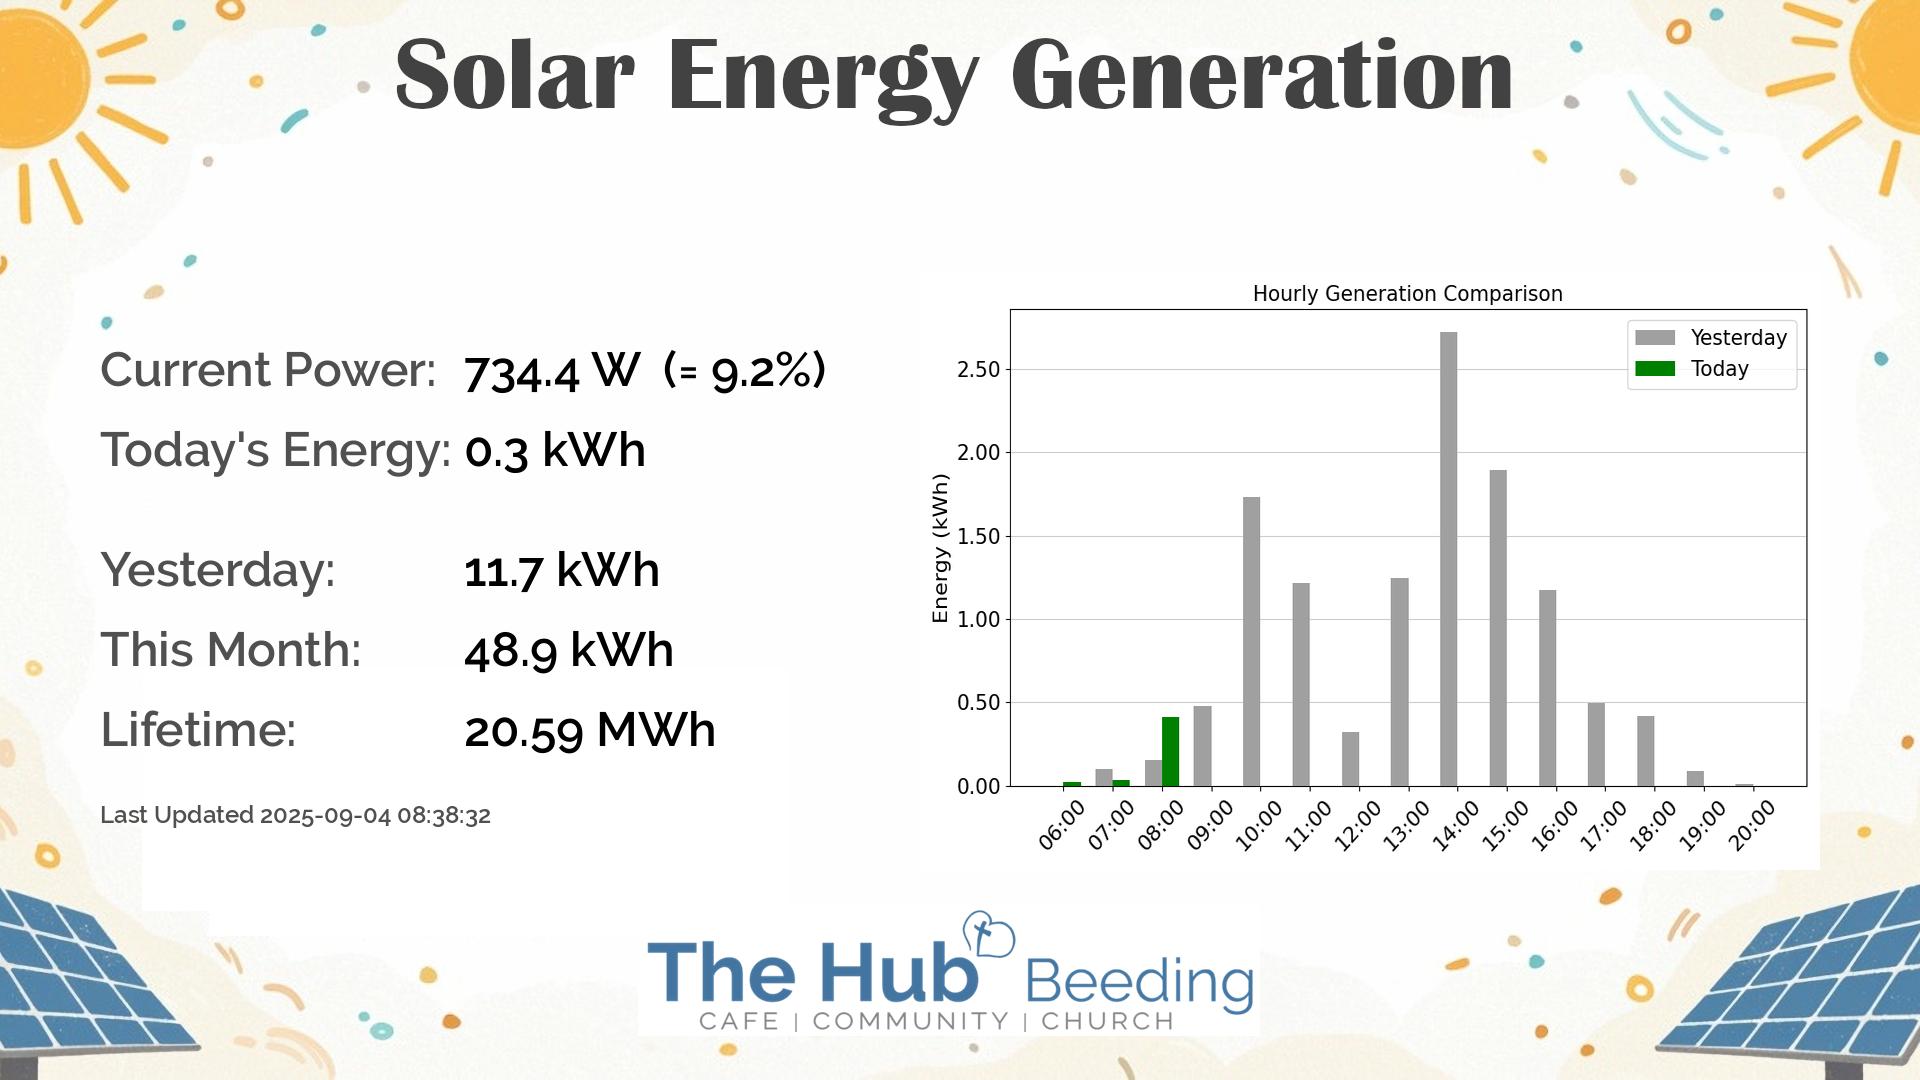 Solar Energy Generation
Current Power: 734.4 W (= 9.2%)
Today's Energy: 0.3 kWh
Yesterday: 11.7 kWh
This Month: 48.9 kWh
Lifetime: 20.59 MWh
Last Updated 2025-09-04 08:38:32
Hourly Generation Comparison
Yesterday
Today
Energy (kWh)
2.50
2.00
1.50
1.00
0.50
0.00
06:00 07:00 08:00 09:00 10:00 11:00 12:00 13:00 14:00 15:00 16:00 17:00 18:00 19:00 20:00
The Hub Beeding
CAFE | COMMUNITY | CHURCH